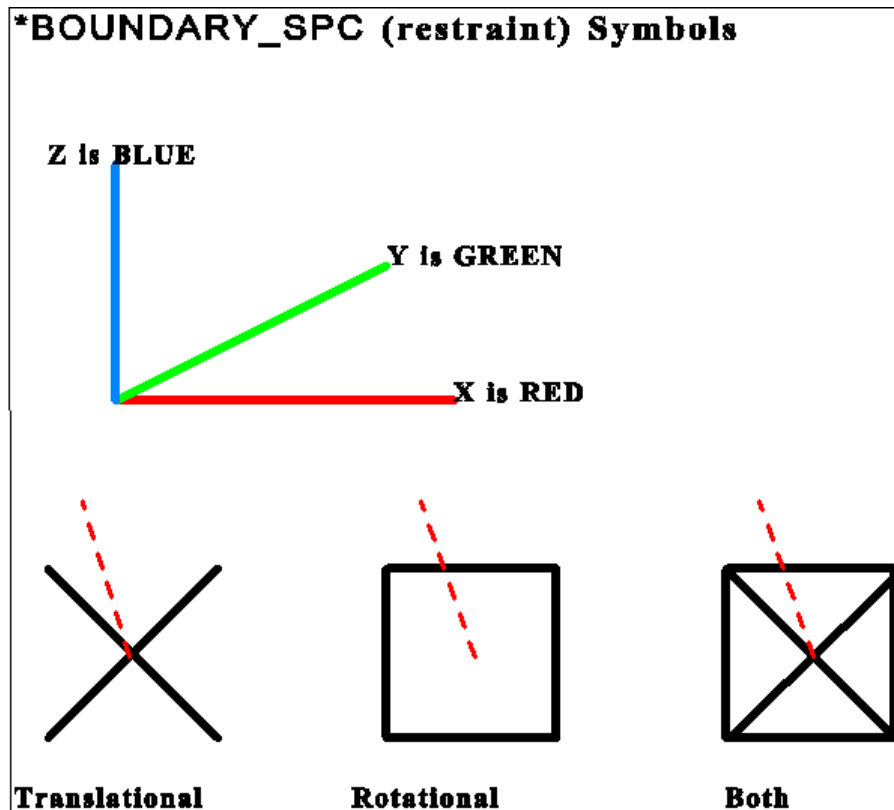 *BOUNDARY_SPC (restraint) Symbols
Z is BLUE
Y is GREEN
X is RED
Translational Rotational Both